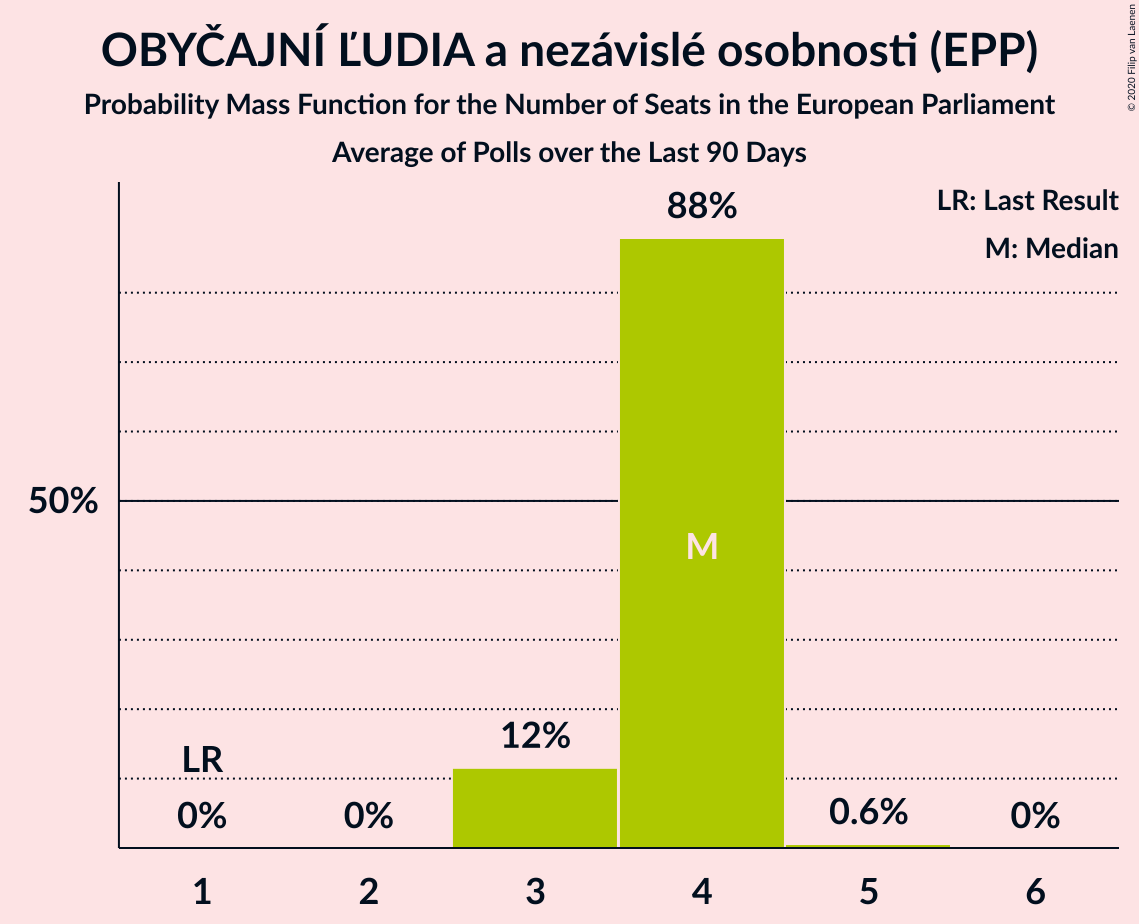 OBYČAJNÍ ĽUDIA a nezávislé osobnosti (EPP)
Probability Mass Function for the Number of Seats in the European Parliament
Average of Polls over the Last 90 Days
© 2020 Filip van Laenen
LR: Last Result
M: Median
88%
50%
M
12%
LR
0%
0%
0.6%
0%
1 2 3 4 5 6